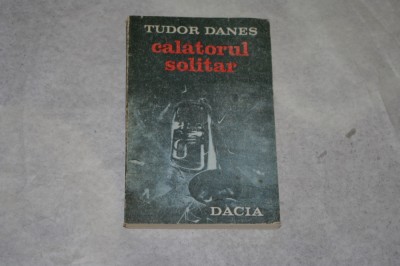 TUDOR DANES
calatorul
solitar
DACIA